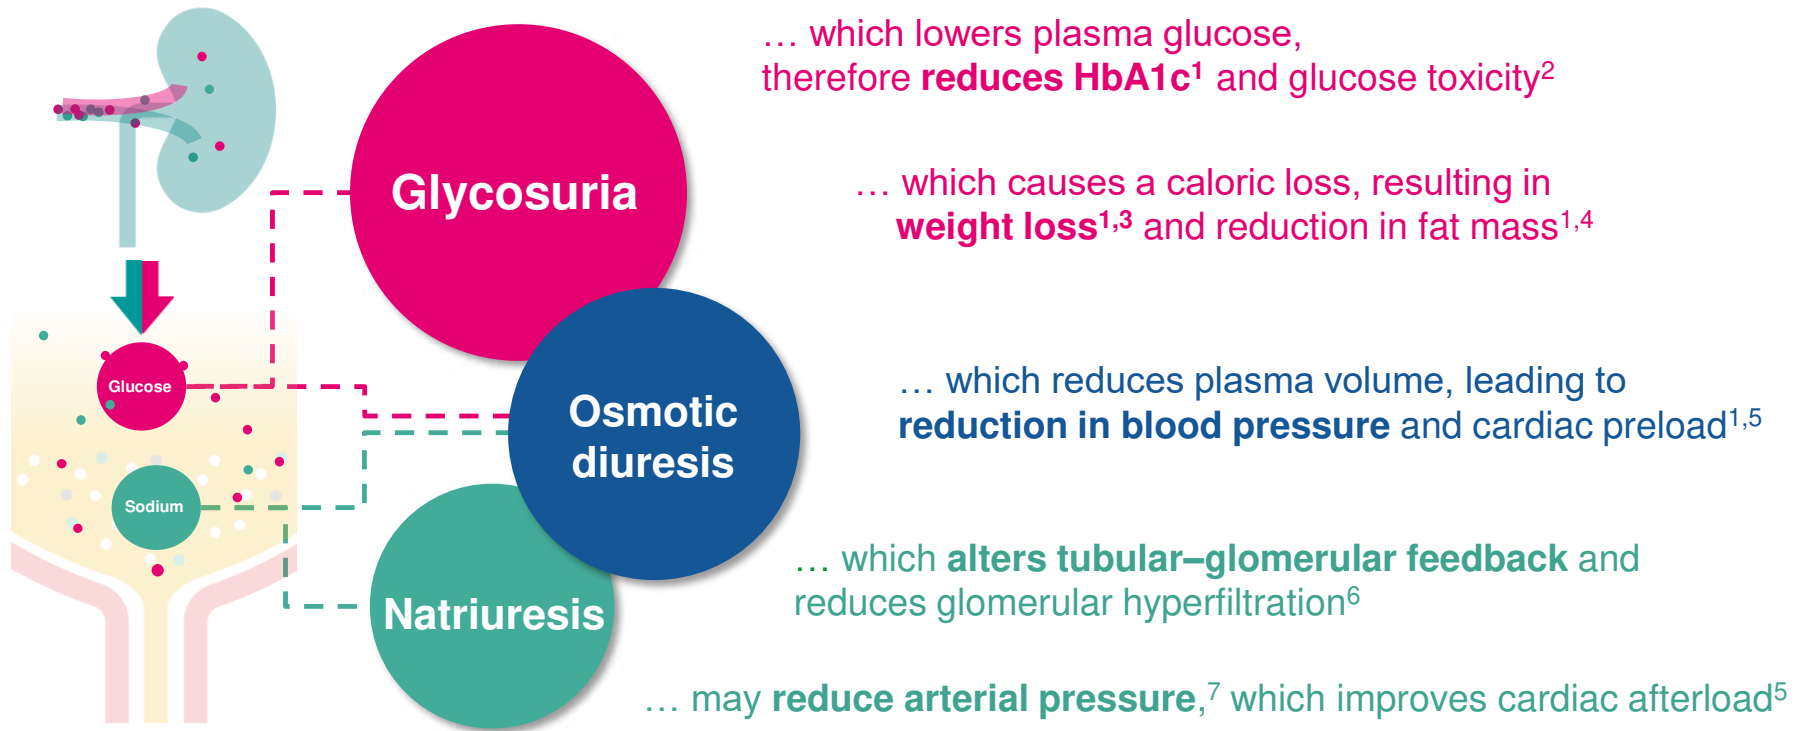 … which lowers plasma glucose,
therefore reduces HbA1c¹ and glucose toxicity²
Glycosuria
… which causes a caloric loss, resulting in
weight loss¹,³ and reduction in fat mass¹,⁴
Glucose
Osmotic
diuresis
… which reduces plasma volume, leading to
reduction in blood pressure and cardiac preload¹,⁵
Sodium
… which alters tubular–glomerular feedback and
reduces glomerular hyperfiltration⁶
Natriuresis
… may reduce arterial pressure,⁷ which improves cardiac afterload⁵